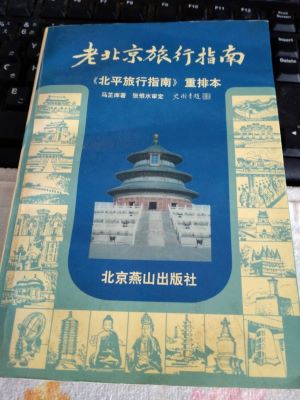 老北京旅行指南
《北平旅行指南》重排本
马芷庠著 张恨水审定
北京燕山出版社